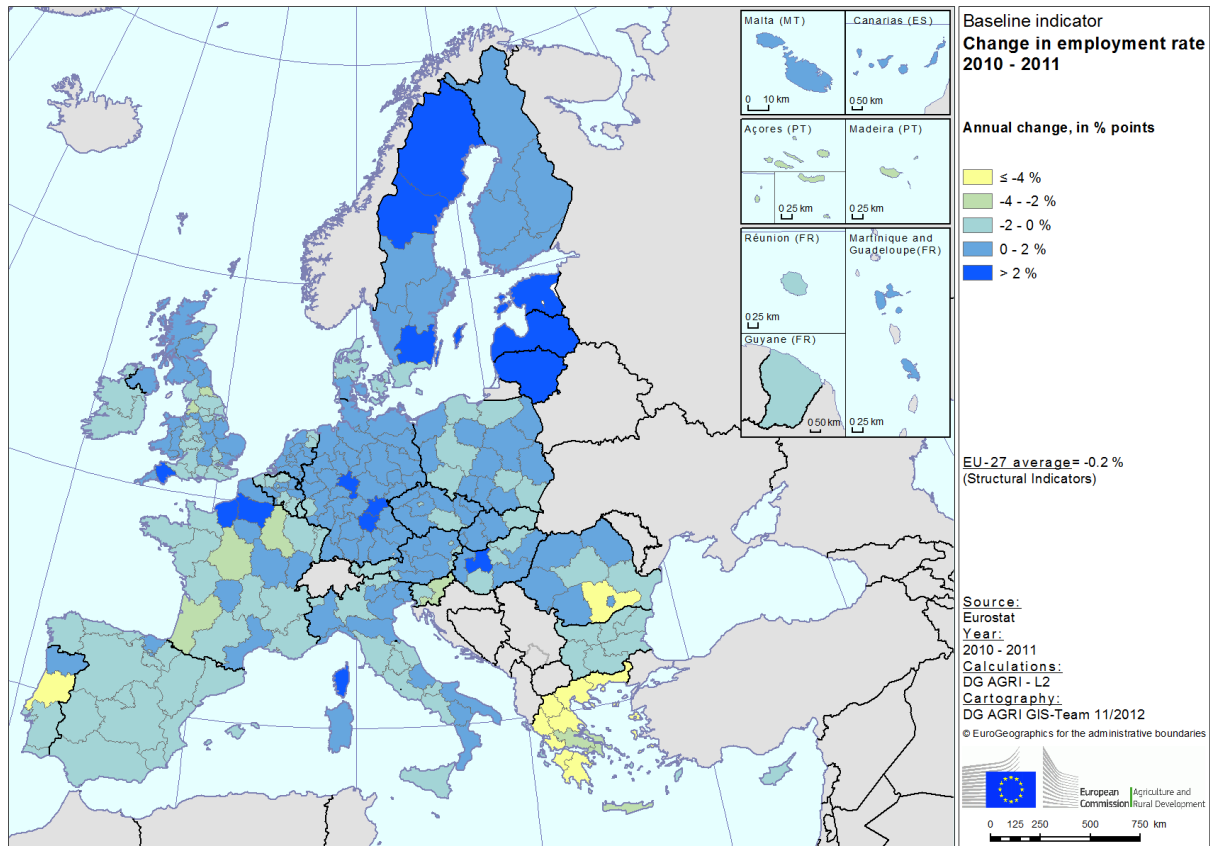 Malta (MT)
0 10 km
Canarias (ES)
0 50 km
Açores (PT)
0 25 km
Madeira (PT)
0 25 km
Réunion (FR)
0 25 km
Martinique and
Guadeloupe(FR)
0 25 km
Guyane (FR)
0 50 km
Baseline indicator
Change in employment rate
2010 - 2011
Annual change, in % points
≤ -4 %
-4 - -2 %
-2 - 0 %
0 - 2 %
> 2 %
EU-27 average= -0.2 %
(Structural Indicators)
Source:
Eurostat
Year:
2010 - 2011
Calculations:
DG AGRI - L2
Cartography:
DG AGRI GIS-Team 11/2012
© EuroGeographics for the administrative boundaries
European
Commission
Agriculture and
Rural Development
0 125 250 500 750 km